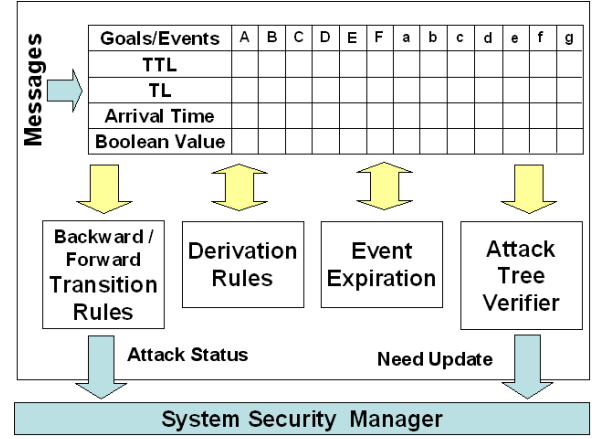 Messages
Goals/Events A B C D E F a b c d e f g
TTL
TL
Arrival Time
Boolean Value
Backward /
Forward
Transition
Rules
Derivation
Rules
Event
Expiration
Attack
Tree
Verifier
Attack Status
Need Update
System Security Manager